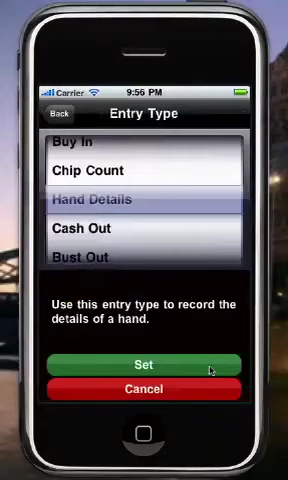 Carrier 9:56 PM
Back Entry Type
Buy In
Chip Count
Hand Details
Cash Out
Bust Out
Use this entry type to record the
details of a hand.
Set
Cancel